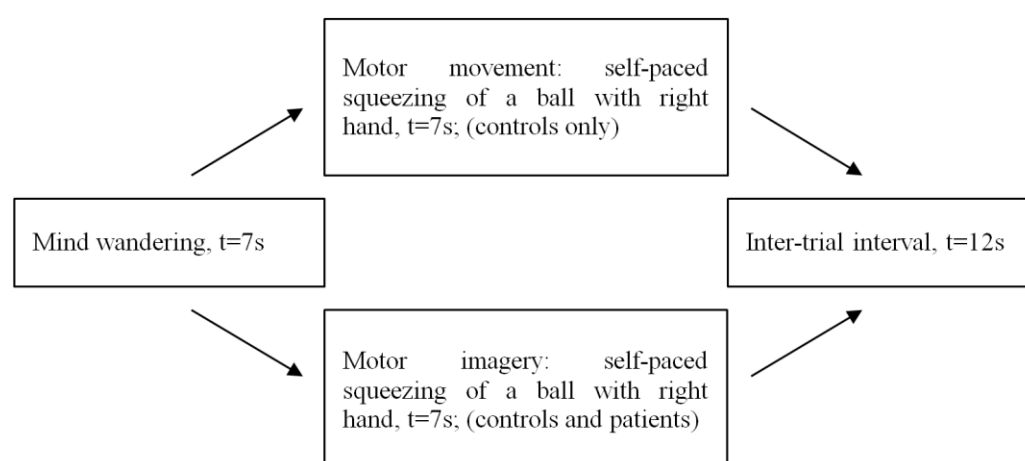 Motor movement: self-paced
squeezing of a ball with right
hand, t=7s; (controls only)
Mind wandering, t=7s
Inter-trial interval, t=12s
Motor imagery: self-paced
squeezing of a ball with right
hand, t=7s; (controls and patients)